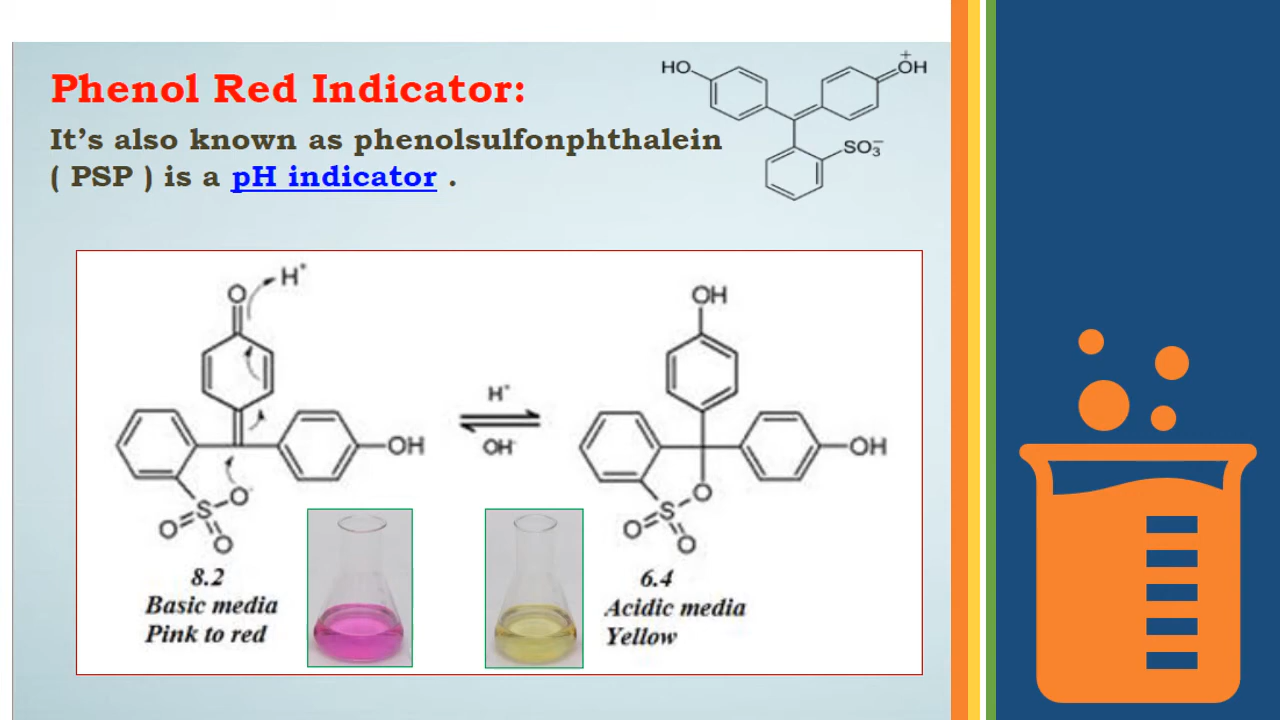 Phenol Red Indicator:
It's also known as phenolsulfonphthalein
( PSP ) is a pH indicator .
HO
+
OH
SO₃⁻
O
H⁺
OH
S
O⁻
O
O
H⁺
OH⁻
OH
OH
O
S
O
O
8.2
Basic media
Pink to red
6.4
Acidic media
Yellow